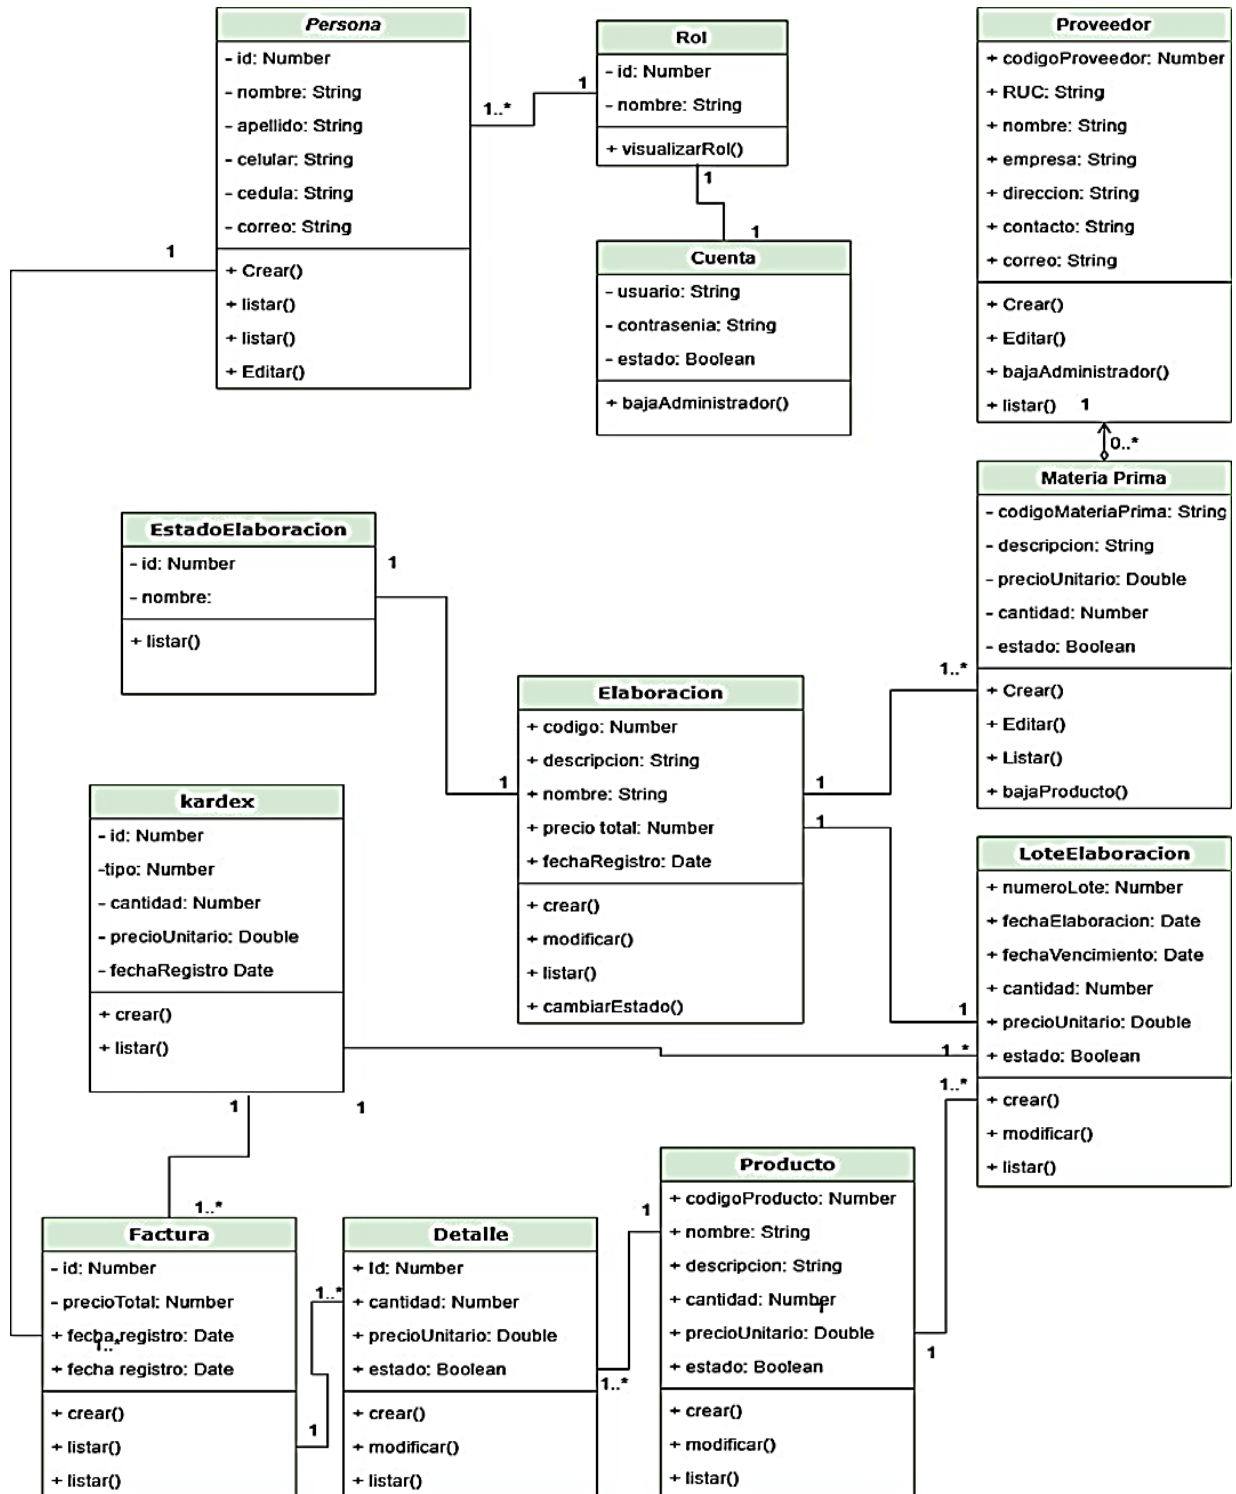 Persona
- id: Number
- nombre: String
- apellido: String
- celular: String
- cedula: String
- correo: String
+ Crear()
+ listar()
+ listar()
+ Editar()
1
1..*
1
Rol
- id: Number
- nombre: String
+ visualizarRol()
1
1
Cuenta
- usuario: String
- contrasenia: String
- estado: Boolean
+ bajaAdministrador()
Proveedor
+ codigoProveedor: Number
+ RUC: String
+ nombre: String
+ empresa: String
+ direccion: String
+ contacto: String
+ correo: String
+ Crear()
+ Editar()
+ bajaAdministrador()
+ listar()
1
0..*
Materia Prima
- codigoMateriaPrima: String
- descripcion: String
- precioUnitario: Double
- cantidad: Number
- estado: Boolean
+ Crear()
+ Editar()
+ Listar()
+ bajaProducto()
1..*
EstadoElaboracion
- id: Number
- nombre:
+ listar()
1
1
Elaboracion
+ codigo: Number
+ descripcion: String
+ nombre: String
+ precio total: Number
+ fechaRegistro: Date
+ crear()
+ modificar()
+ listar()
+ cambiarEstado()
1
1
kardex
- id: Number
-tipo: Number
- cantidad: Number
- precioUnitario: Double
- fechaRegistro Date
+ crear()
+ listar()
1
1
LoteElaboracion
+ numeroLote: Number
+ fechaElaboracion: Date
+ fechaVencimiento: Date
+ cantidad: Number
+ precioUnitario: Double
+ estado: Boolean
+ crear()
+ modificar()
+ listar()
1
1..*
1..*
1..*
Factura
- id: Number
- precioTotal: Number
+ fecha registro: Date
1..*
+ fecha registro: Date
+ crear()
+ listar()
+ listar()
1..*
1
Detalle
+ Id: Number
+ cantidad: Number
+ precioUnitario: Double
+ estado: Boolean
+ crear()
+ modificar()
+ listar()
1
1..*
Producto
+ codigoProducto: Number
+ nombre: String
+ descripcion: String
+ cantidad: Number
1
+ precioUnitario: Double
+ estado: Boolean
+ crear()
+ modificar()
+ listar()
1